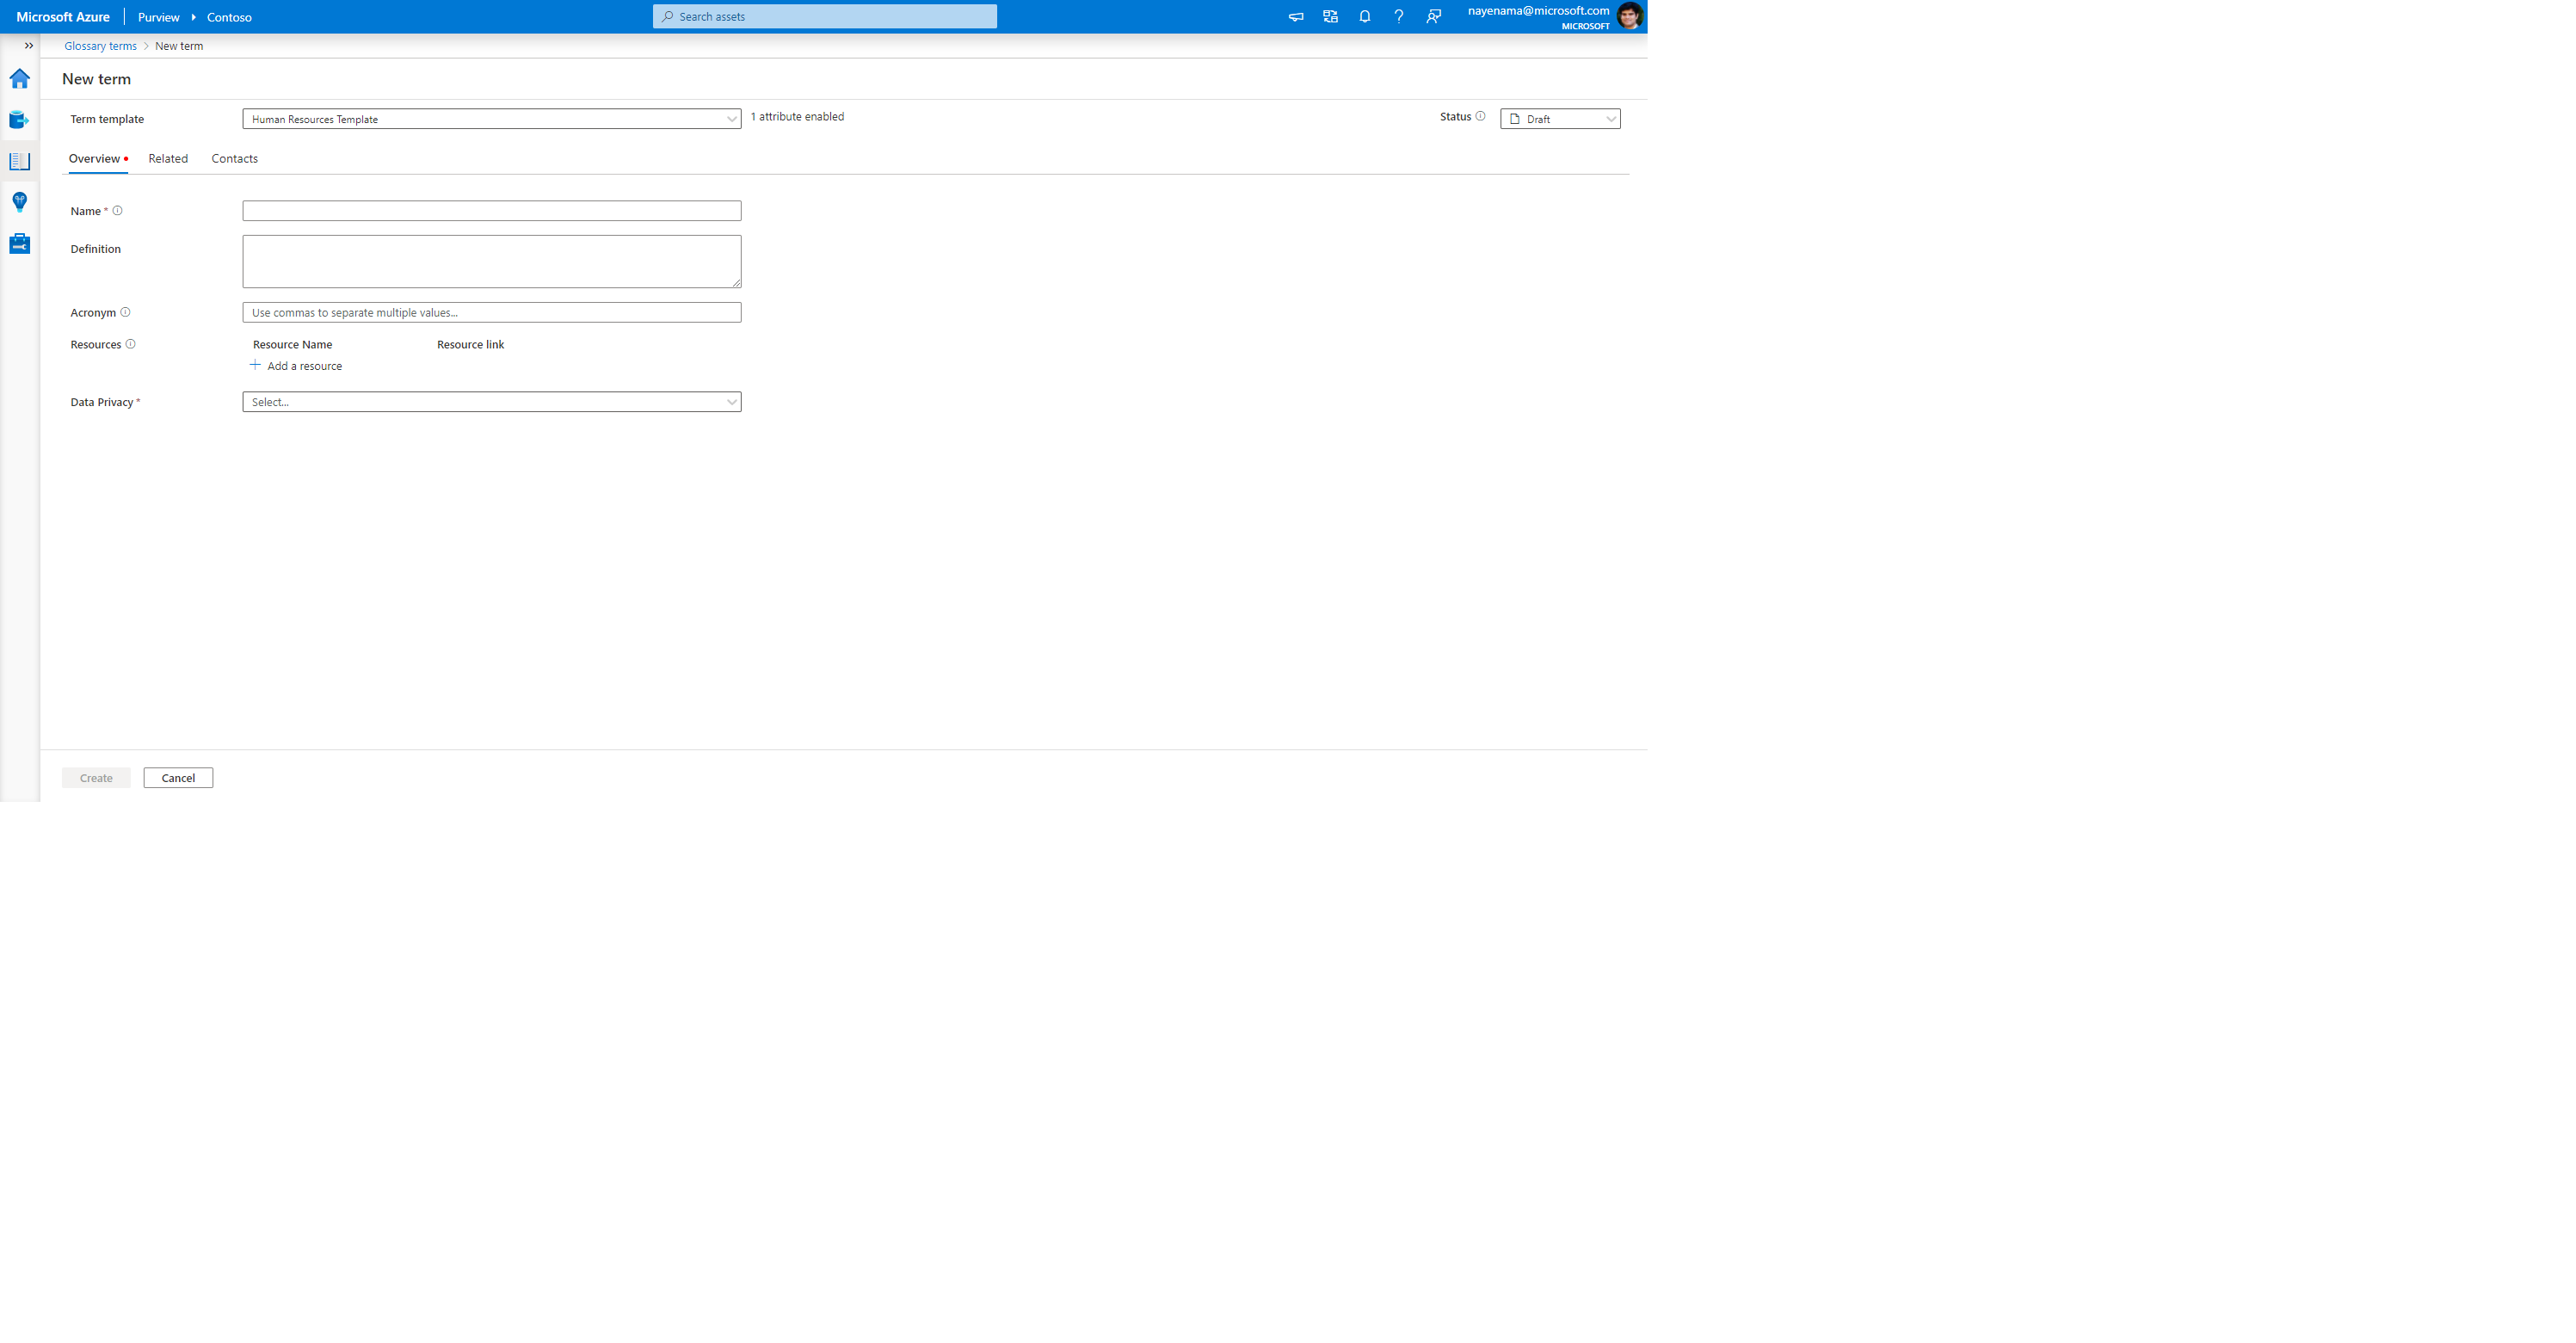 Microsoft Azure Purview Contoso Search assets nayenama@microsoft.com
MICROSOFT
Glossary terms New term
New term
Term template Human Resources Template 1 attribute enabled Status Draft
Overview Related Contacts
Name *
Definition
Acronym Use commas to separate multiple values...
Resources Resource Name Resource link
Add a resource
Data Privacy * Select...
Create Cancel